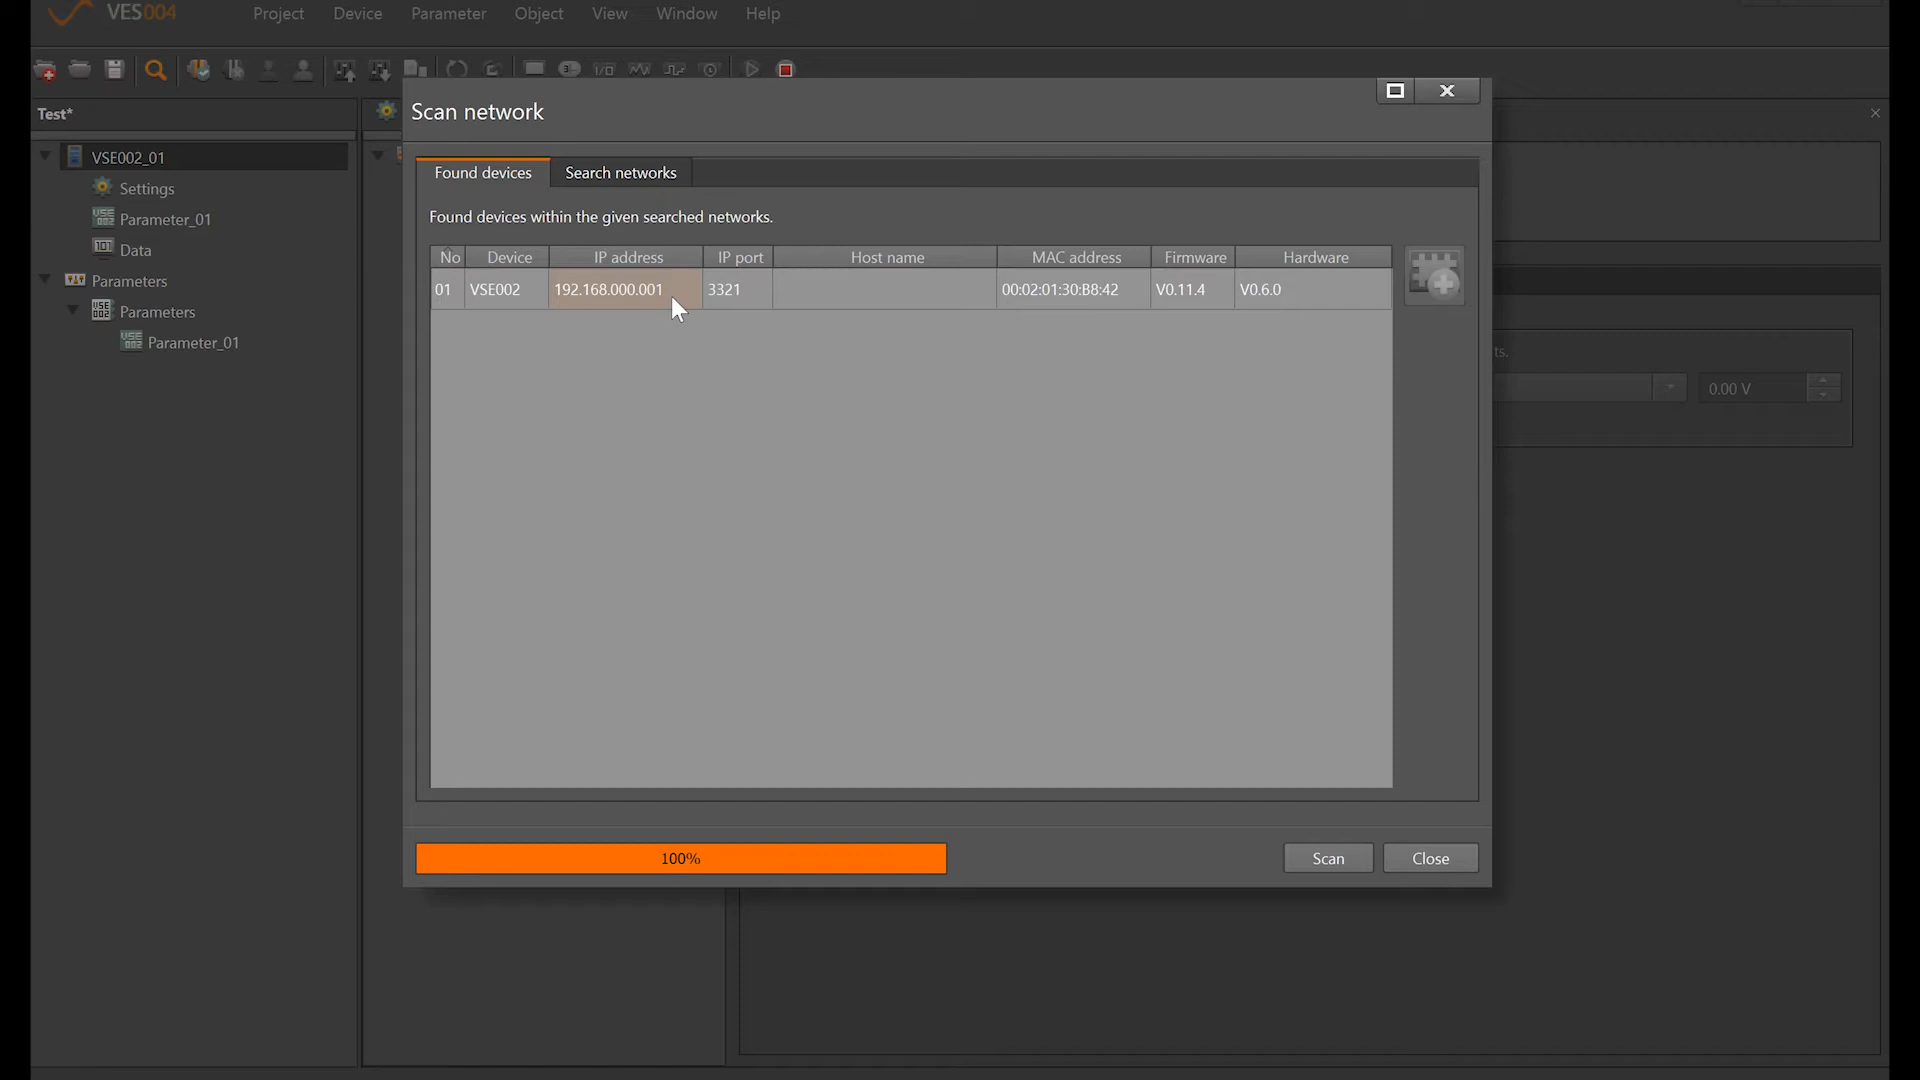 VES004
Project Device Parameter Object View Window Help
Test*
Scan network
VSE002_01
Settings
Parameter_01
Data
Parameters
Parameters
Parameter_01
Found devices Search networks
Found devices within the given searched networks.
No Device IP address IP port Host name MAC address Firmware Hardware
01 VSE002 192.168.000.001 3321 00:02:01:30:B8:42 V0.11.4 V0.6.0
ts.
0.00 V
100%
Scan
Close